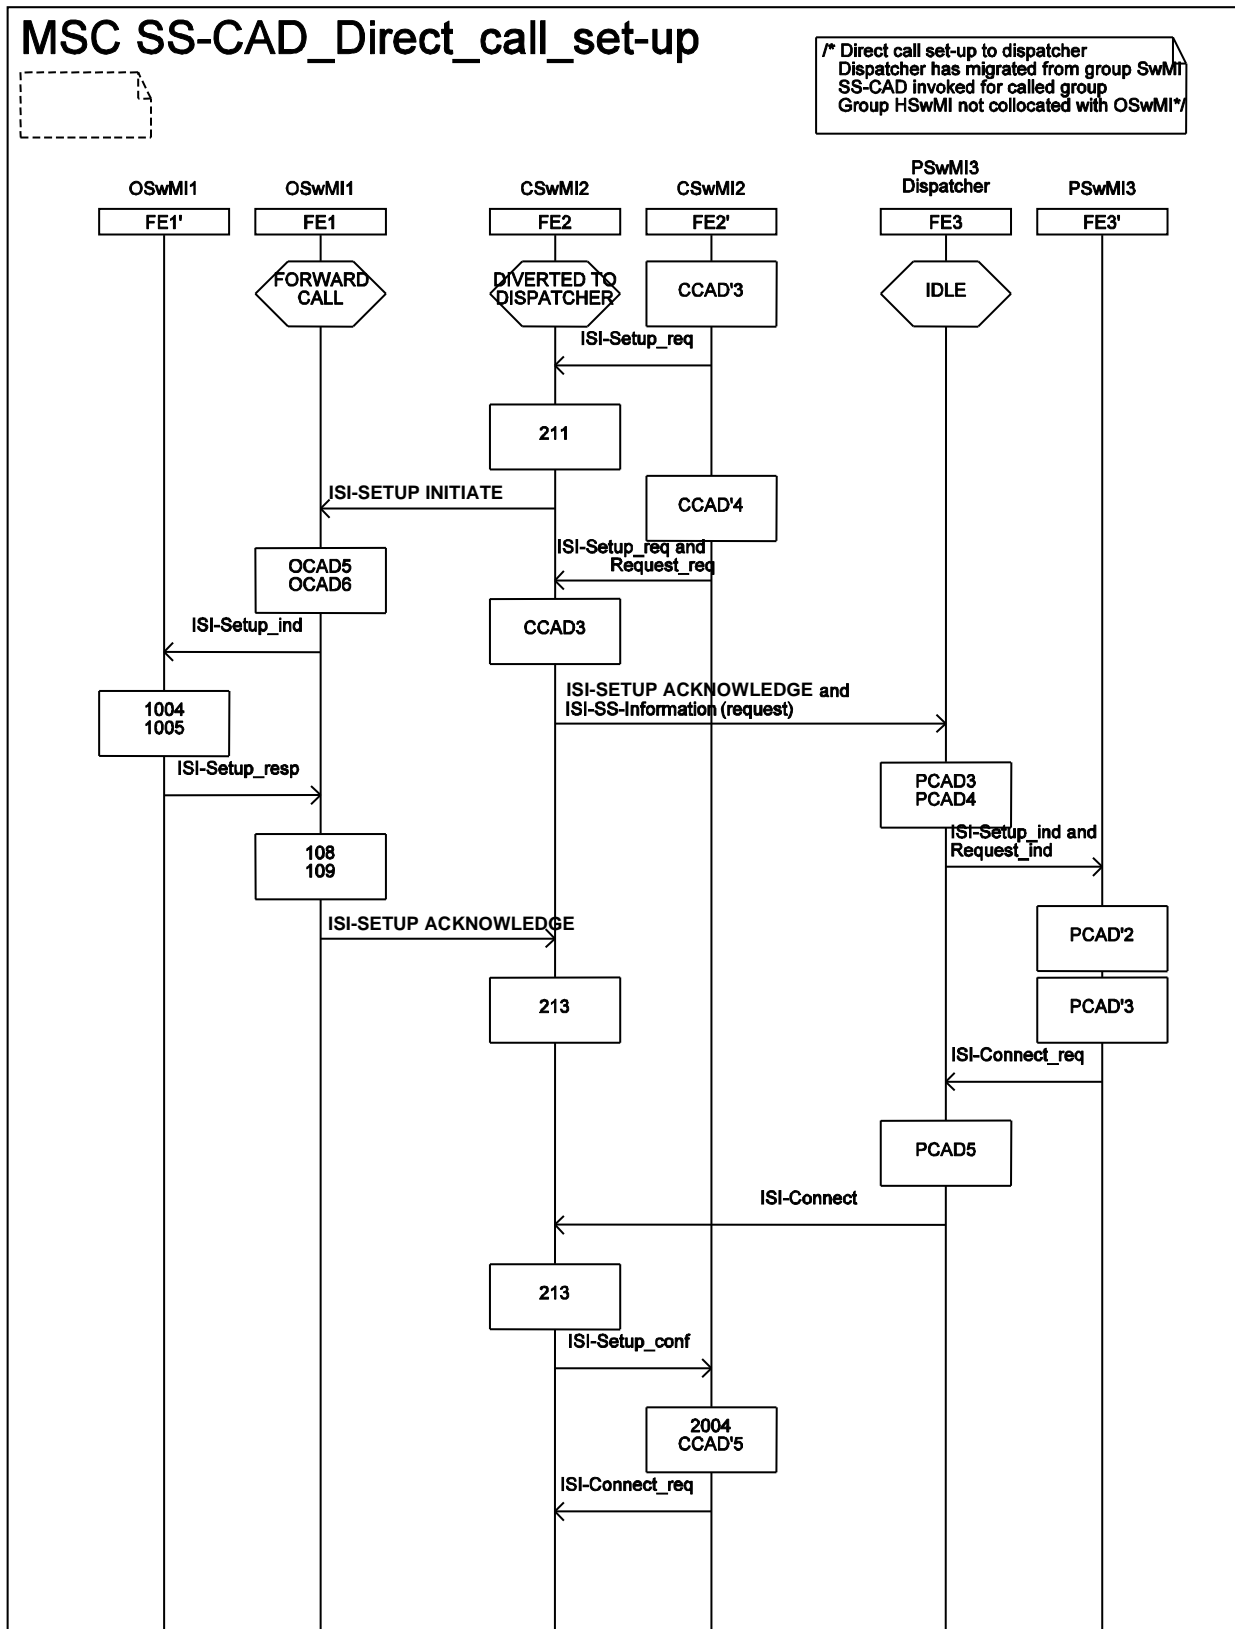 MSC SS-CAD_Direct_call_set-up
/* Direct call set-up to dispatcher
Dispatcher has migrated from group SwMI
SS-CAD invoked for called group
Group HSwMI not collocated with OSwMI*/
OSwMI1
OSwMI1
CSwMI2
CSwMI2
PSwMI3
Dispatcher
PSwMI3
FE1'
FE1
FE2
FE2'
FE3
FE3'
FORWARD
CALL
DIVERTED TO
DISPATCHER
CCAD'3
IDLE
ISI-Setup_req
211
ISI-SETUP INITIATE
CCAD'4
ISI-Setup_req and
Request_req
OCAD5
OCAD6
ISI-Setup_ind
CCAD3
ISI-SETUP ACKNOWLEDGE and
ISI-SS-Information (request)
1004
1005
ISI-Setup_resp
PCAD3
PCAD4
ISI-Setup_ind and
Request_ind
108
109
ISI-SETUP ACKNOWLEDGE
PCAD'2
213
PCAD'3
ISI-Connect_req
PCAD5
ISI-Connect
213
ISI-Setup_conf
2004
CCAD'5
ISI-Connect_req